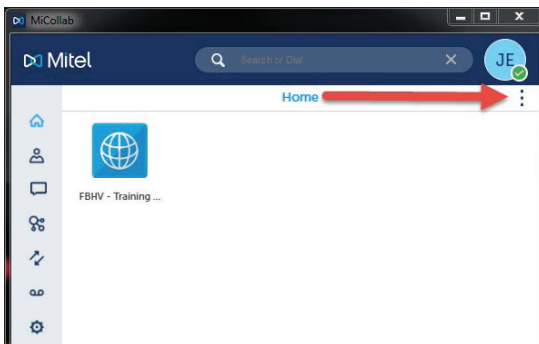 MiCollab
Mitel
Search or Dial
JE
Home
FBHV - Training ...